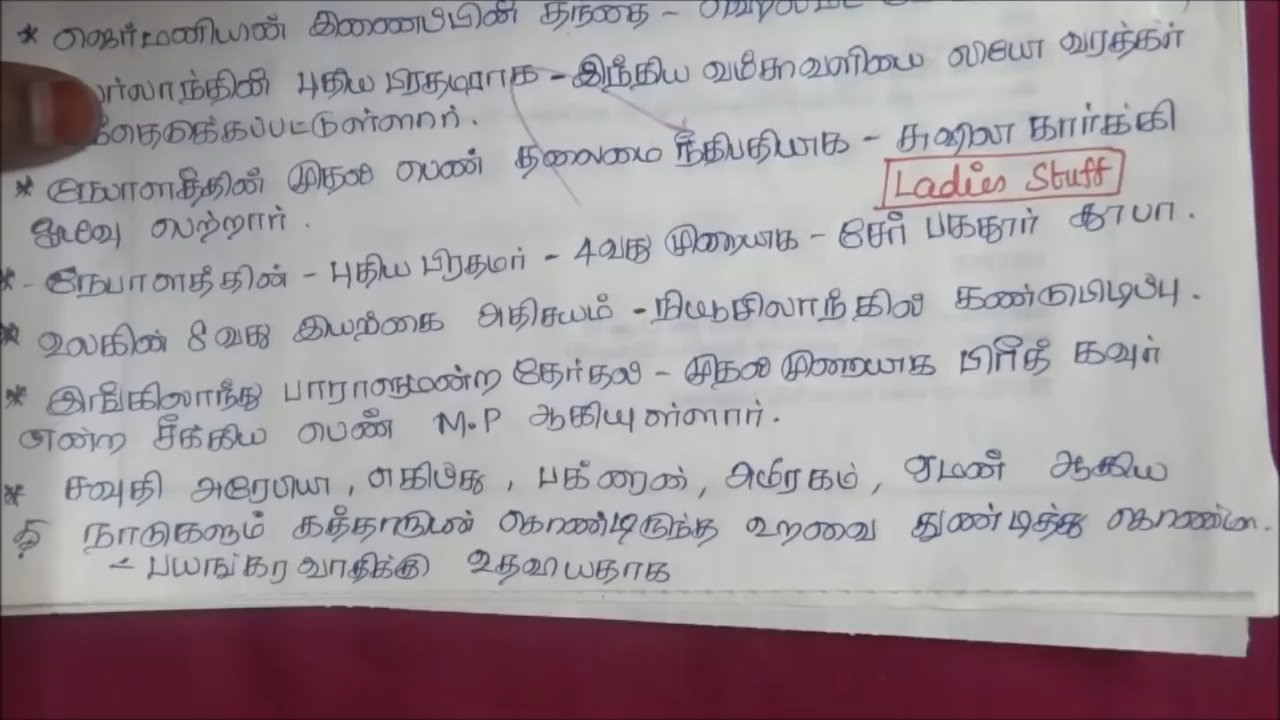 * ஜெர்மனியின் இணைப்பின் தந்தை -
புதிய பிரதமராக - இந்திய வம்சாவளியை லியோ வரத்கர்
தேர்ந்தெடுக்கப்பட்டுள்ளார்.
* நேபாளத்தின் முதல் பெண் தலைமை நீதிபதியாக - சுஷிலா கார்க்கி
Ladies Stuff
ஓய்வு பெற்றார்.
* - நேபாளத்தின் - புதிய பிரதமர் - 4வது முறையாக - சேர் பகதூர் தூபா.
* உலகின் 8 வது இயற்கை அதிசயம் - நியூசிலாந்தில் கண்டுபிடிப்பு.
* இங்கிலாந்து பாராளுமன்ற தேர்தல் - முதல் முறையாக பிரீத் கவுர்
என்ற சீக்கிய பெண் M.P ஆகியுள்ளார்.
* சவுதி அரேபியா, எகிப்து, பக்ரைன், அமீரகம், ஏமன் ஆகிய
5 நாடுகளும் கத்தாருடன் கொண்டிருந்த உறவை துண்டித்து கொண்டன.
- பயங்கரவாதிக்கு உதவியதாக